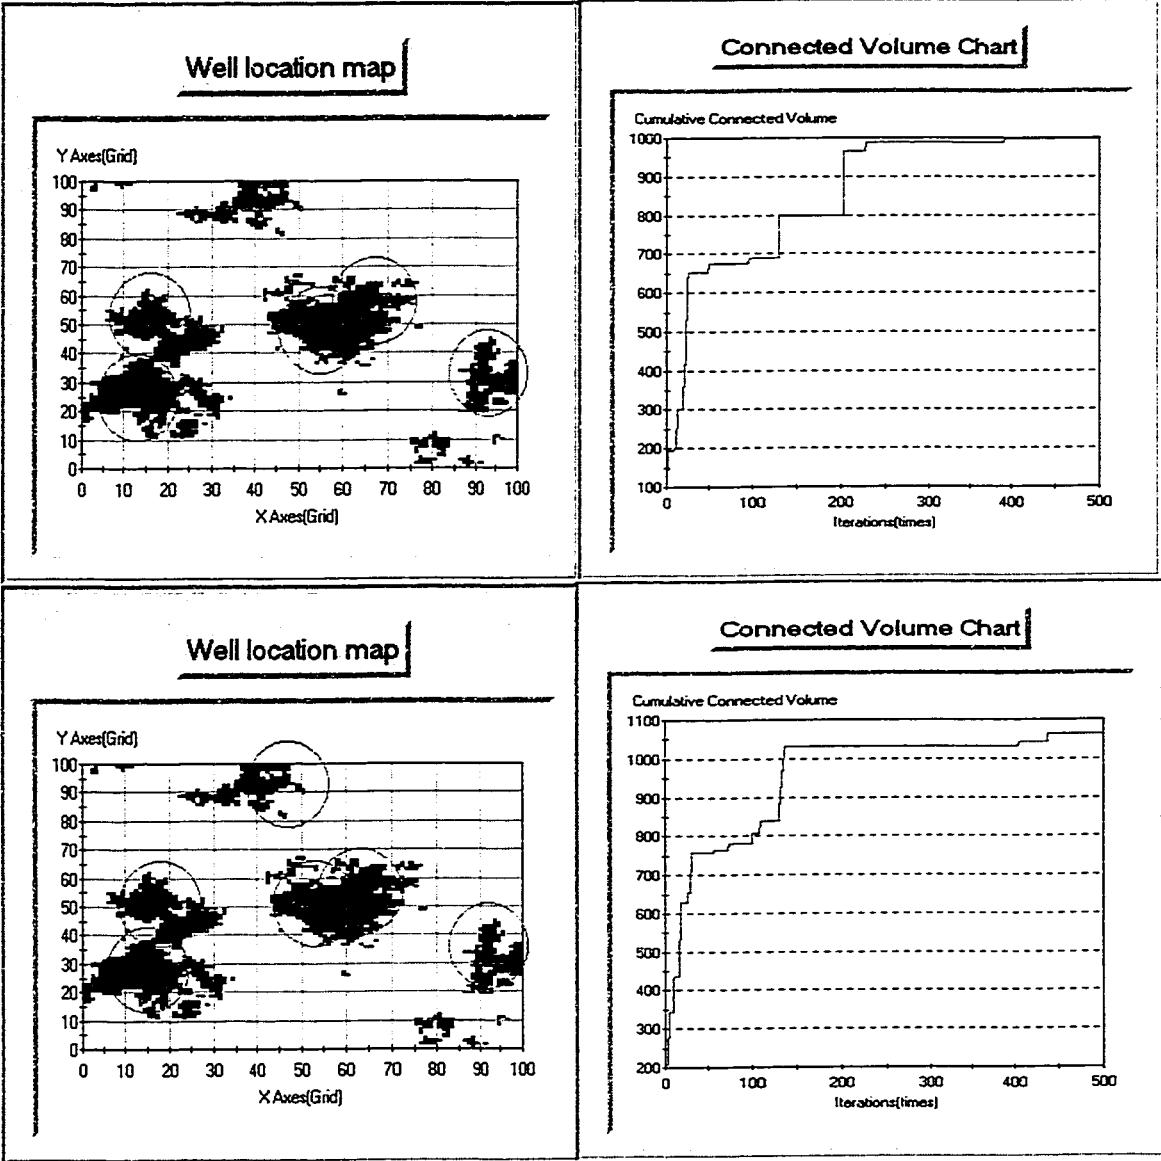 Well location map
Y Axes(Grid)
100
90
80
70
60
50
40
30
20
10
0
0 10 20 30 40 50 60 70 80 90 100
X Axes(Grid)
Connected Volume Chart
Cumulative Connected Volume
1000
900
800
700
600
500
400
300
200
100
0 100 200 300 400 500
Iterations(times)
Well location map
Y Axes(Grid)
100
90
80
70
60
50
40
30
20
10
0
0 10 20 30 40 50 60 70 80 90 100
X Axes(Grid)
Connected Volume Chart
Cumulative Connected Volume
1100
1000
900
800
700
600
500
400
300
200
0 100 200 300 400 500
Iterations(times)